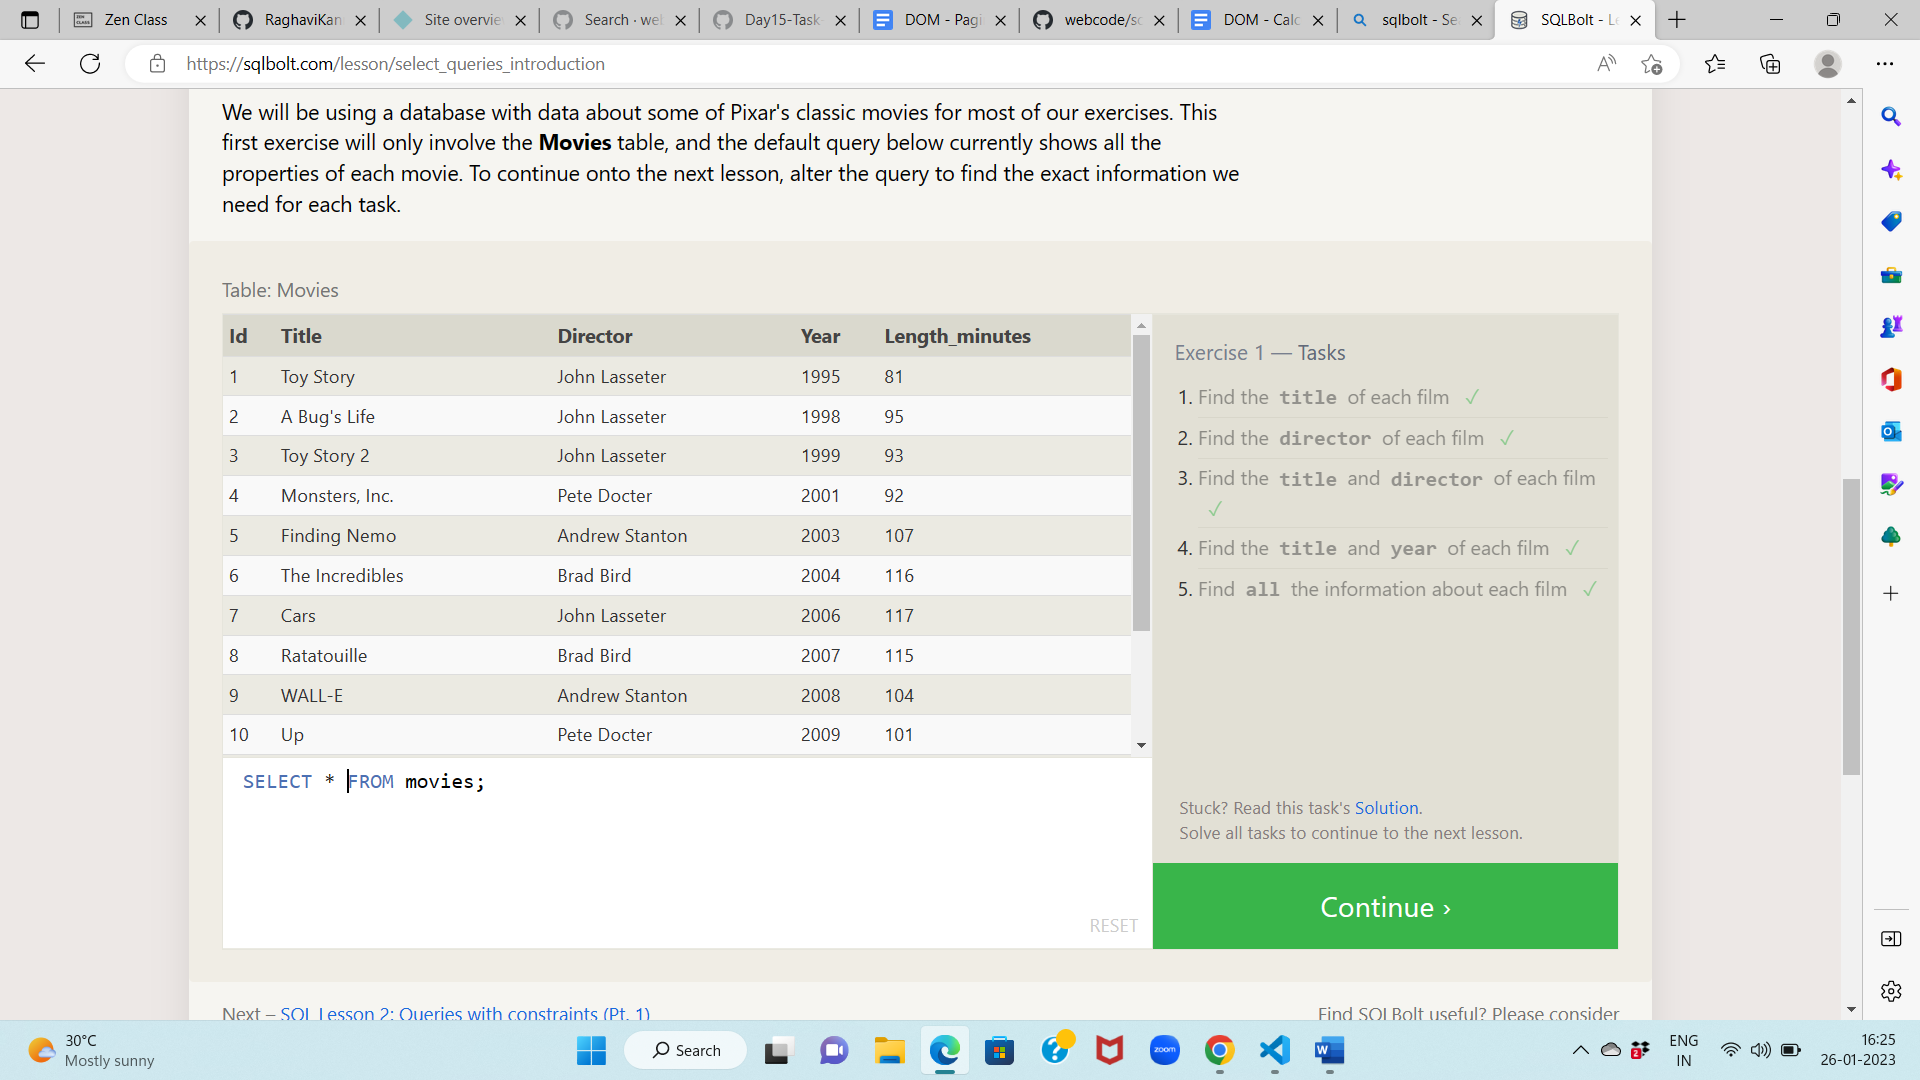 Zen Class
RaghaviKan
Site overvie
Search · we
Day15-Task
DOM - Pagi
webcode/sc
DOM - Calc
sqlbolt - Se
SQLBolt - Le
https://sqlbolt.com/lesson/select_queries_introduction
We will be using a database with data about some of Pixar's classic movies for most of our exercises. This
first exercise will only involve the Movies table, and the default query below currently shows all the
properties of each movie. To continue onto the next lesson, alter the query to find the exact information we
need for each task.
Table: Movies
Id Title Director Year Length_minutes
1 Toy Story John Lasseter 1995 81
2 A Bug's Life John Lasseter 1998 95
3 Toy Story 2 John Lasseter 1999 93
4 Monsters, Inc. Pete Docter 2001 92
5 Finding Nemo Andrew Stanton 2003 107
6 The Incredibles Brad Bird 2004 116
7 Cars John Lasseter 2006 117
8 Ratatouille Brad Bird 2007 115
9 WALL-E Andrew Stanton 2008 104
10 Up Pete Docter 2009 101
SELECT * FROM movies;
RESET
Exercise 1 — Tasks
1. Find the title of each film ✓
2. Find the director of each film ✓
3. Find the title and director of each film
✓
4. Find the title and year of each film ✓
5. Find all the information about each film ✓
Stuck? Read this task's Solution.
Solve all tasks to continue to the next lesson.
Continue ›
Next – SQL Lesson 2: Queries with constraints (Pt. 1)
Find SQLBolt useful? Please consider
30°C
Mostly sunny
Search
zoom
2
ENG
IN
16:25
26-01-2023